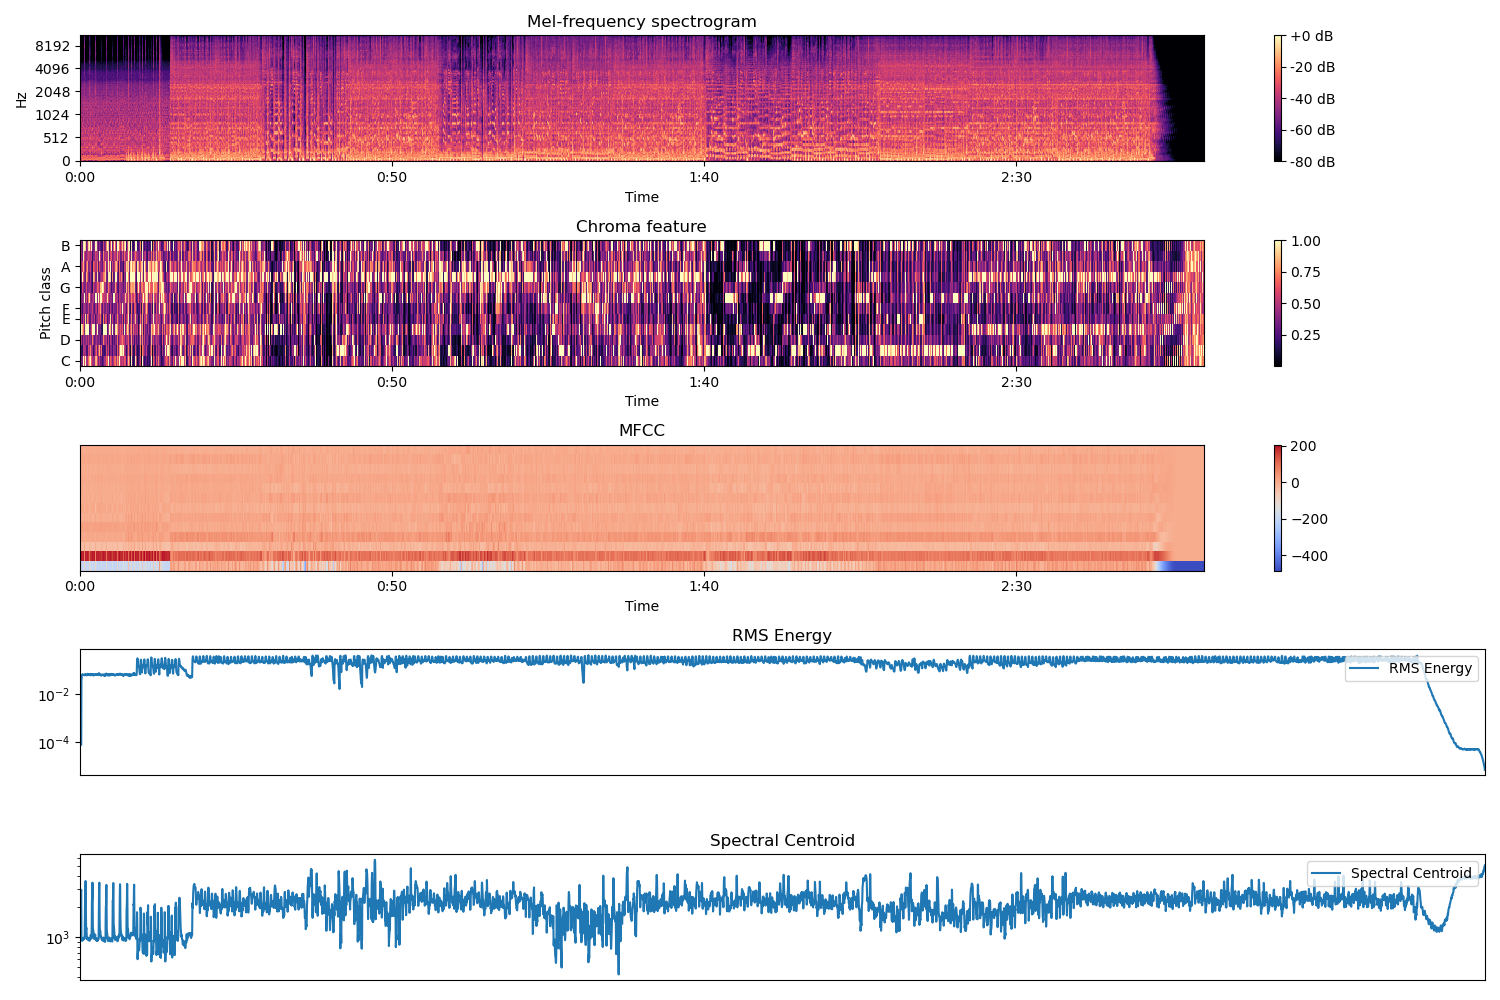 Mel-frequency spectrogram
8192
4096
2048
1024
512
0
Hz
0:00 0:50 1:40 2:30
Time
+0 dB
-20 dB
-40 dB
-60 dB
-80 dB
Chroma feature
B
A
G
F
E
D
C
Pitch class
0:00 0:50 1:40 2:30
Time
1.00
0.75
0.50
0.25
MFCC
0:00 0:50 1:40 2:30
Time
200
0
−200
−400
RMS Energy
10⁻²
10⁻⁴
RMS Energy
Spectral Centroid
10³
Spectral Centroid